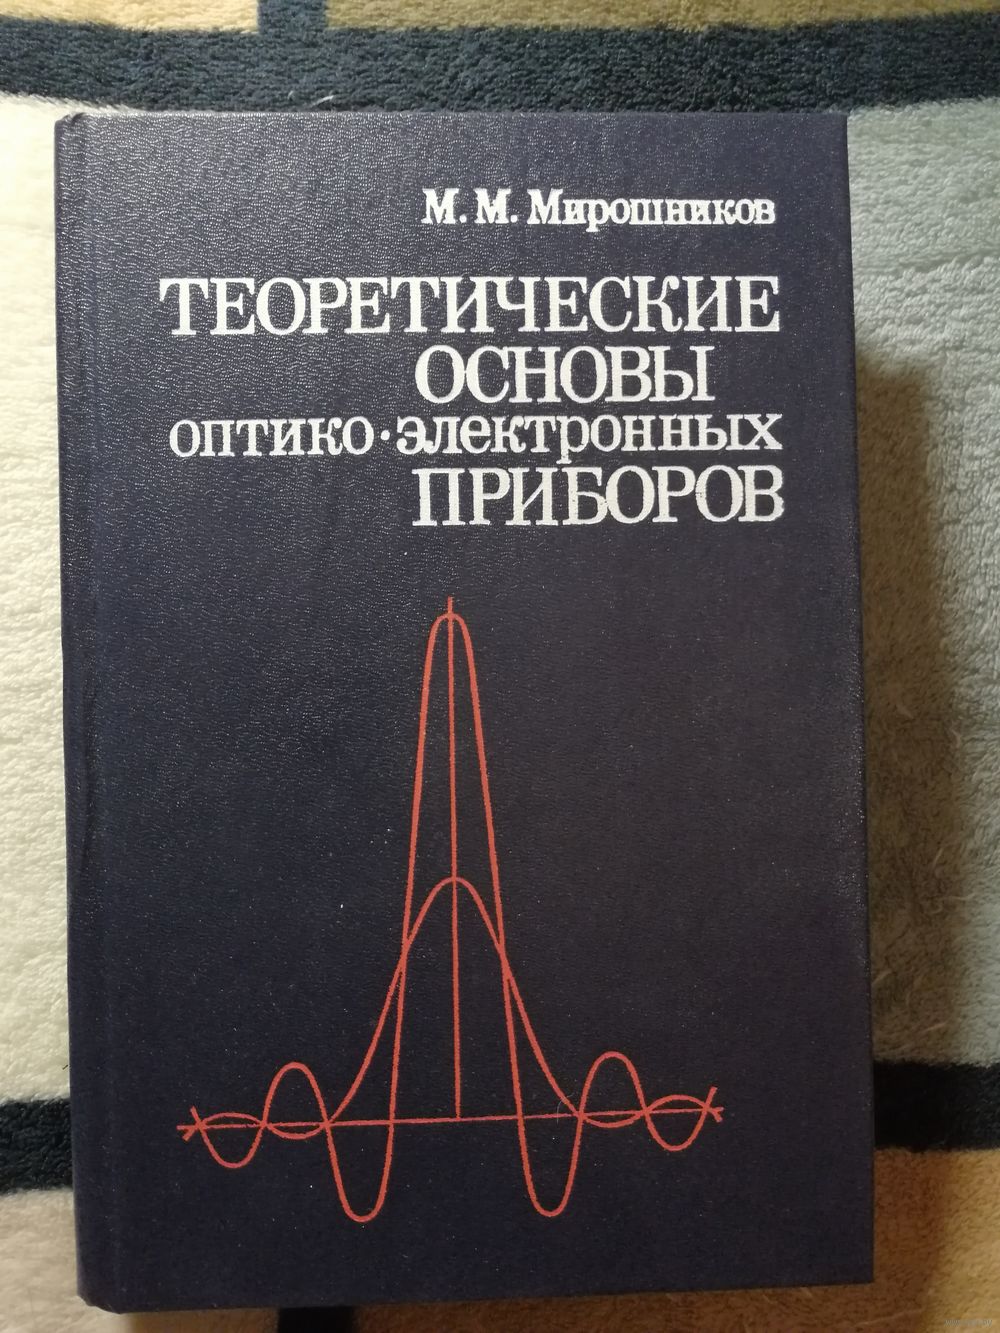 М. М. Мирошников
ТЕОРЕТИЧЕСКИЕ
ОСНОВЫ
ОПТИКО·ЭЛЕКТРОННЫХ
ПРИБОРОВ